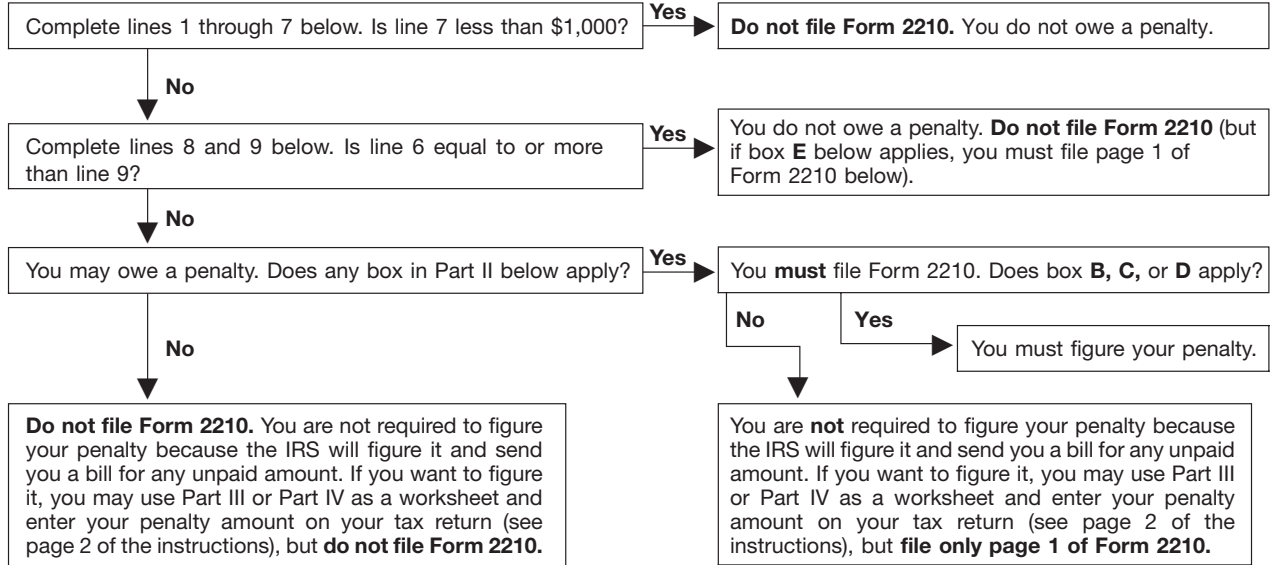 Complete lines 1 through 7 below. Is line 7 less than $1,000?
Yes
Do not file Form 2210. You do not owe a penalty.
No
Complete lines 8 and 9 below. Is line 6 equal to or more
than line 9?
Yes
You do not owe a penalty. Do not file Form 2210 (but
if box E below applies, you must file page 1 of
Form 2210 below).
No
You may owe a penalty. Does any box in Part II below apply?
Yes
You must file Form 2210. Does box B, C, or D apply?
No
Yes
You must figure your penalty.
No
Do not file Form 2210. You are not required to figure
your penalty because the IRS will figure it and send
you a bill for any unpaid amount. If you want to figure
it, you may use Part III or Part IV as a worksheet and
enter your penalty amount on your tax return (see
page 2 of the instructions), but do not file Form 2210.
You are not required to figure your penalty because
the IRS will figure it and send you a bill for any unpaid
amount. If you want to figure it, you may use Part III
or Part IV as a worksheet and enter your penalty
amount on your tax return (see page 2 of the
instructions), but file only page 1 of Form 2210.